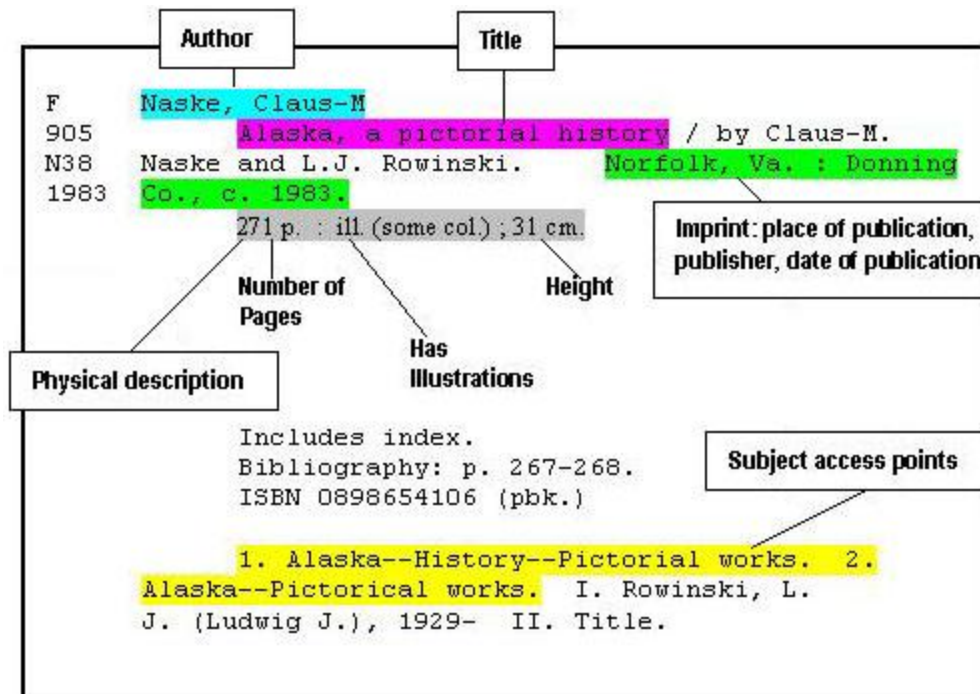 Author
Title
F Naske, Claus-M
905 Alaska, a pictorial history / by Claus-M.
N38 Naske and L.J. Rowinski. Norfolk, Va. : Donning
1983 Co., c. 1983.
271 p. : ill. (some col.) ; 31 cm.
Imprint: place of publication,
publisher, date of publication
Number of
Pages
Height
Has
Illustrations
Physical description
Includes index.
Bibliography: p. 267-268.
ISBN 0898654106 (pbk.)
Subject access points
1. Alaska--History--Pictorial works. 2.
Alaska--Pictorical works. I. Rowinski, L.
J. (Ludwig J.), 1929- II. Title.